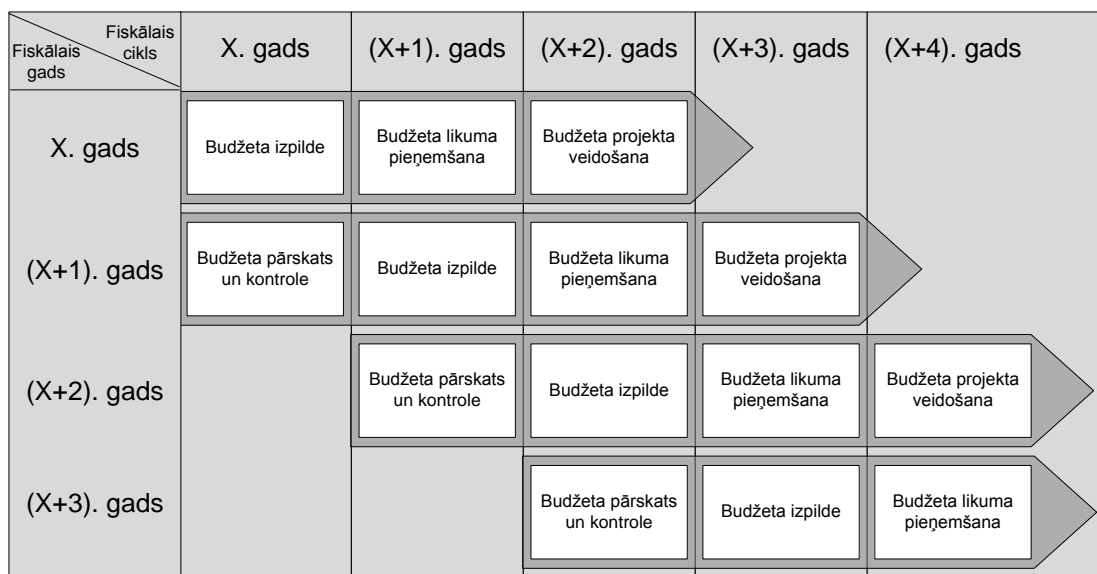 Fiskālais
cikls
Fiskālais
gads
X. gads
(X+1). gads
(X+2). gads
(X+3). gads
(X+4). gads
X. gads
Budžeta izpilde
Budžeta likuma
pieņemšana
Budžeta projekta
veidošana
(X+1). gads
Budžeta pārskats
un kontrole
Budžeta izpilde
Budžeta likuma
pieņemšana
Budžeta projekta
veidošana
(X+2). gads
Budžeta pārskats
un kontrole
Budžeta izpilde
Budžeta likuma
pieņemšana
Budžeta projekta
veidošana
(X+3). gads
Budžeta pārskats
un kontrole
Budžeta izpilde
Budžeta likuma
pieņemšana